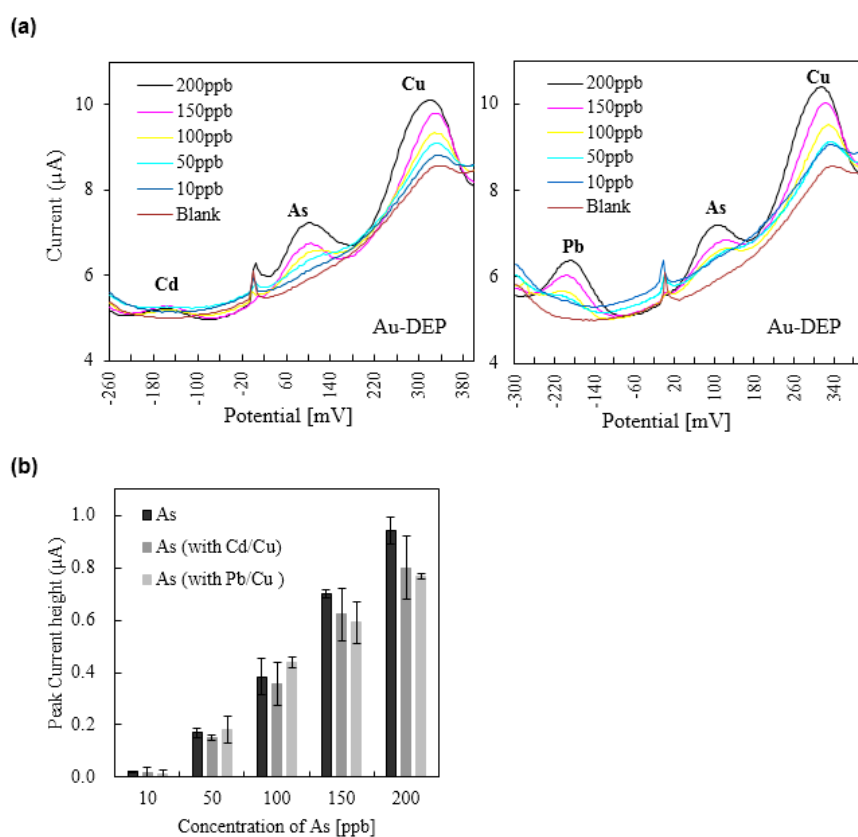 (a)
200ppb
150ppb
100ppb
50ppb
10ppb
Blank
Cd
As
Cu
Au-DEP
Current (µA)
10
8
6
4
-260
-180
-100
-20
60
140
220
300
380
Potential [mV]
200ppb
150ppb
100ppb
50ppb
10ppb
Blank
Pb
As
Cu
Au-DEP
10
8
6
4
-300
-220
-140
-60
20
100
180
260
340
Potential [mV]
(b)
As
As (with Cd/Cu)
As (with Pb/Cu )
Peak Current height (µA)
1.0
0.8
0.6
0.4
0.2
0.0
10 50 100 150 200
Concentration of As [ppb]